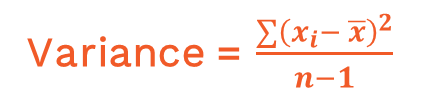 Variance = ∑(xᵢ− x̅)² / n−1